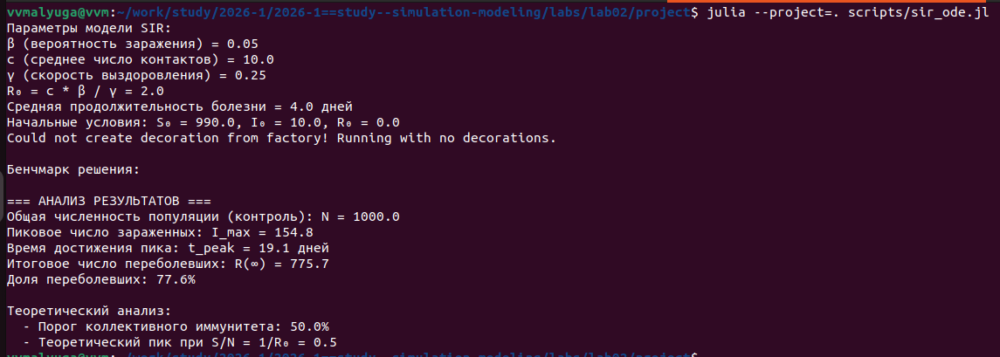 vvmalyuga@vvm:~/work/study/2026-1/2026-1==study--simulation-modeling/labs/lab02/project$ julia --project=. scripts/sir_ode.jl
Параметры модели SIR:
β (вероятность заражения) = 0.05
c (среднее число контактов) = 10.0
γ (скорость выздоровления) = 0.25
R₀ = c * β / γ = 2.0
Средняя продолжительность болезни = 4.0 дней
Начальные условия: S₀ = 990.0, I₀ = 10.0, R₀ = 0.0
Could not create decoration from factory! Running with no decorations.
Бенчмарк решения:
=== АНАЛИЗ РЕЗУЛЬТАТОВ ===
Общая численность популяции (контроль): N = 1000.0
Пиковое число зараженных: I_max = 154.8
Время достижения пика: t_peak = 19.1 дней
Итоговое число переболевших: R(∞) = 775.7
Доля переболевших: 77.6%
Теоретический анализ:
  - Порог коллективного иммунитета: 50.0%
  - Теоретический пик при S/N = 1/R₀ = 0.5
vvmalyuga@vvm:~/work/study/2026-1/2026-1==study--simulation-modeling/labs/lab02/project$